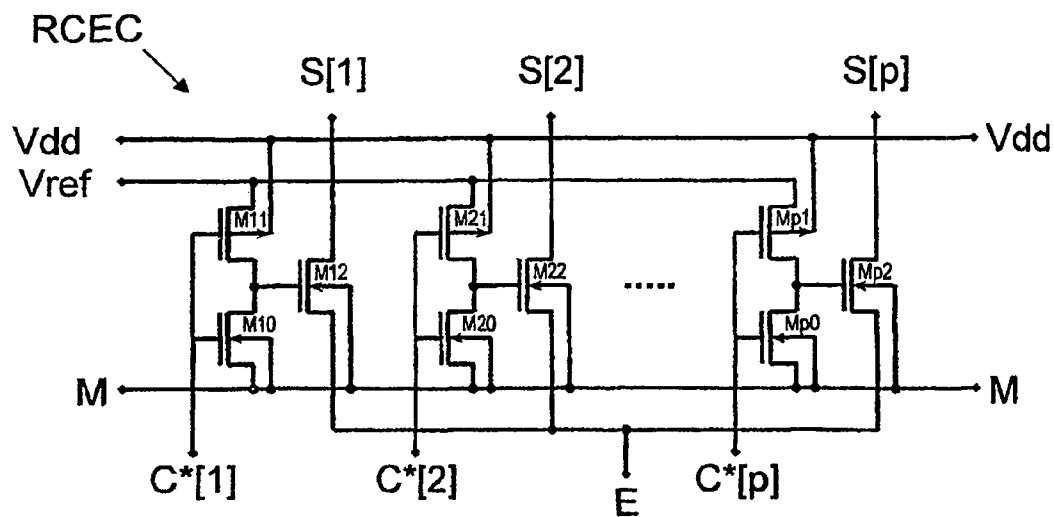 RCEC
S[1] S[2] S[p]
Vdd Vdd
Vref
M11 M21 Mp1
M12 M22 ..... Mp2
M10 M20 Mp0
M M
C*[1] C*[2] E C*[p]